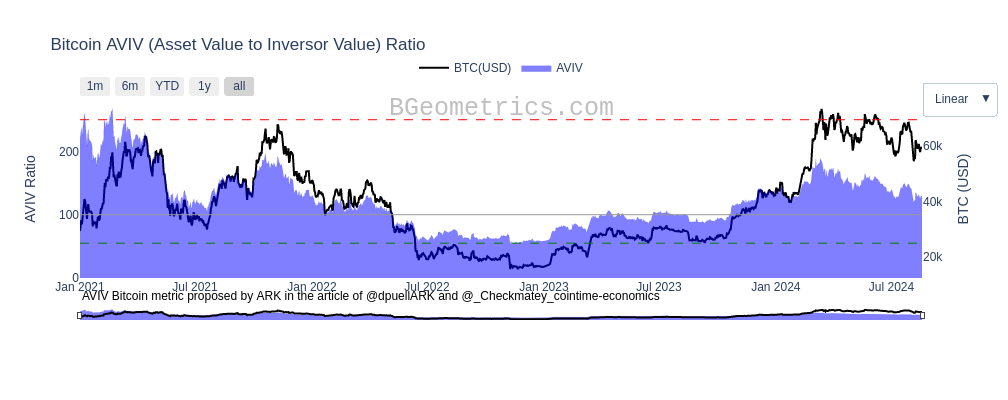 Bitcoin AVIV (Asset Value to Inversor Value) Ratio
BTC(USD) AVIV
1m 6m YTD 1y all
Linear ▼
BGeometrics.com
200
100
0
AVIV Ratio
60k
40k
20k
BTC (USD)
Jan 2021 Jul 2021 Jan 2022 Jul 2022 Jan 2023 Jul 2023 Jan 2024 Jul 2024
AVIV Bitcoin metric proposed by ARK in the article of @dpuellARK and @_Checkmatey_cointime-economics